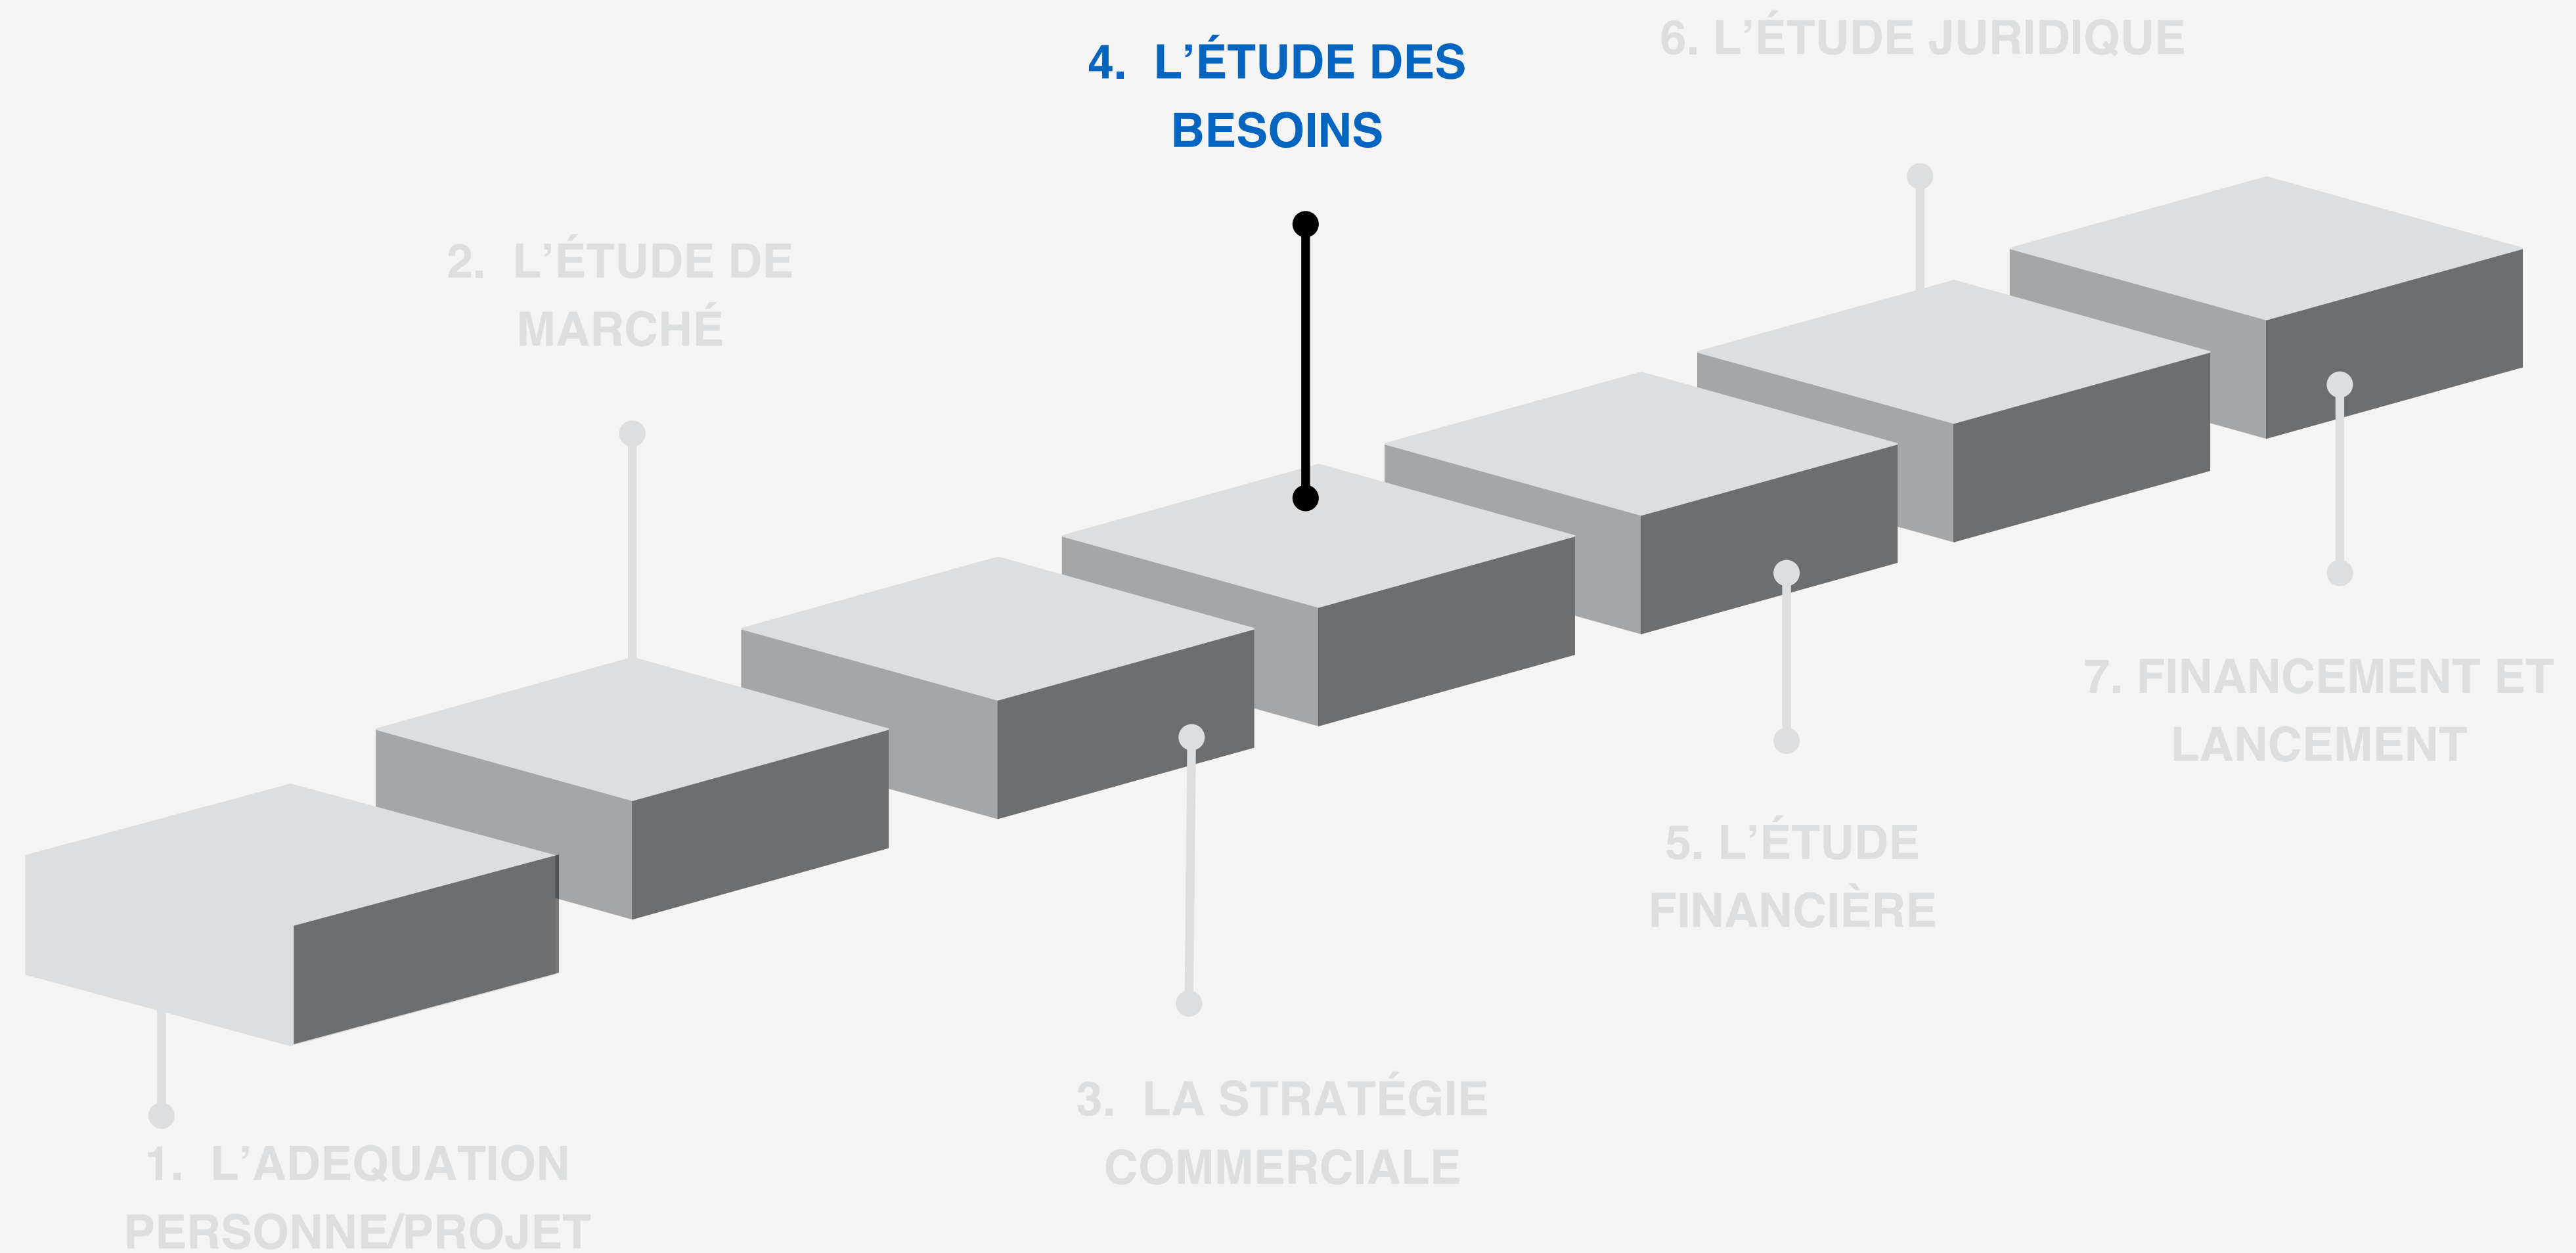 1. L’ADEQUATION
PERSONNE/PROJET
2. L’ÉTUDE DE
MARCHÉ
3. LA STRATÉGIE
COMMERCIALE
4. L’ÉTUDE DES
BESOINS
5. L’ÉTUDE
FINANCIÈRE
6. L’ÉTUDE JURIDIQUE
7. FINANCEMENT ET
LANCEMENT